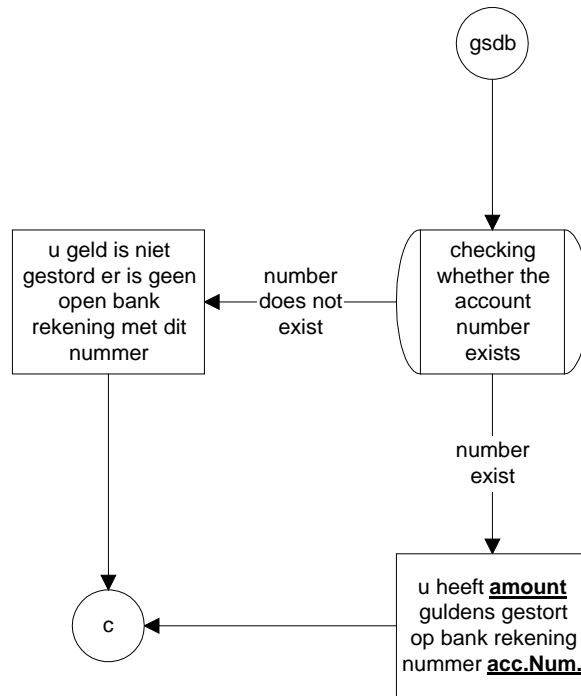 gsdb
u geld is niet
gestord er is geen
open bank
rekening met dit
nummer
number
does not
exist
checking
whether the
account
number
exists
number
exist
u heeft amount
guldens gestort
op bank rekening
nummer acc.Num.
c